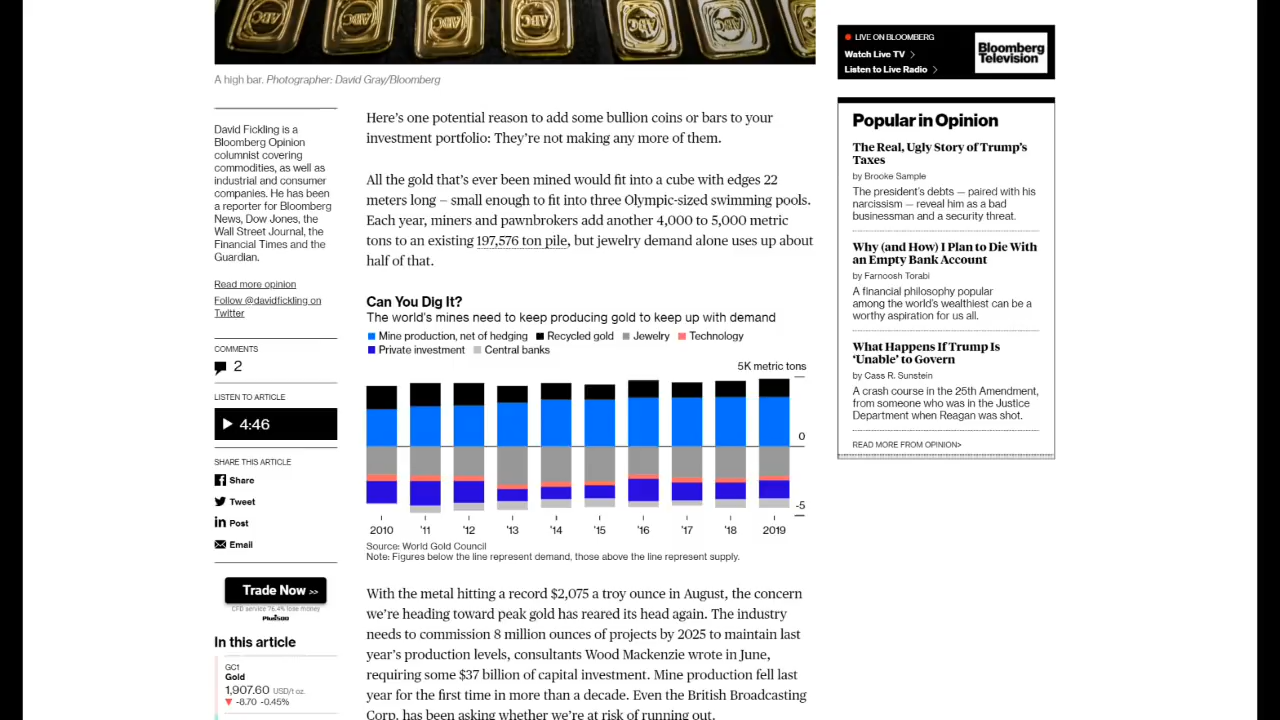 A high bar. Photographer: David Gray/Bloomberg
David Fickling is a
Bloomberg Opinion
columnist covering
commodities, as well as
industrial and consumer
companies. He has been
a reporter for Bloomberg
News, Dow Jones, the
Wall Street Journal, the
Financial Times and the
Guardian.
Read more opinion
Follow @davidfickling on
Twitter
COMMENTS
2
LISTEN TO ARTICLE
4:46
SHARE THIS ARTICLE
Share
Tweet
Post
Email
Trade Now >>
CFD service 76.4% lose money
Plus500
In this article
GC1
Gold
1,907.60 USD/t oz.
▼ -8.70 -0.45%
Here's one potential reason to add some bullion coins or bars to your
investment portfolio: They're not making any more of them.
All the gold that's ever been mined would fit into a cube with edges 22
meters long – small enough to fit into three Olympic-sized swimming pools.
Each year, miners and pawnbrokers add another 4,000 to 5,000 metric
tons to an existing 197,576 ton pile, but jewelry demand alone uses up about
half of that.
Can You Dig It?
The world's mines need to keep producing gold to keep up with demand
Mine production, net of hedging Recycled gold Jewelry Technology
Private investment Central banks
5K metric tons
0
-5
2010 '11 '12 '13 '14 '15 '16 '17 '18 2019
Source: World Gold Council
Note: Figures below the line represent demand, those above the line represent supply.
With the metal hitting a record $2,075 a troy ounce in August, the concern
we're heading toward peak gold has reared its head again. The industry
needs to commission 8 million ounces of projects by 2025 to maintain last
year's production levels, consultants Wood Mackenzie wrote in June,
requiring some $37 billion of capital investment. Mine production fell last
year for the first time in more than a decade. Even the British Broadcasting
Corp. has been asking whether we're at risk of running out.
LIVE ON BLOOMBERG
Watch Live TV >
Listen to Live Radio >
Bloomberg
Television
Popular in Opinion
The Real, Ugly Story of Trump's
Taxes
by Brooke Sample
The president's debts — paired with his
narcissism — reveal him as a bad
businessman and a security threat.
Why (and How) I Plan to Die With
an Empty Bank Account
by Farnoosh Torabi
A financial philosophy popular
among the world's wealthiest can be a
worthy aspiration for us all.
What Happens If Trump Is
'Unable' to Govern
by Cass R. Sunstein
A crash course in the 25th Amendment,
from someone who was in the Justice
Department when Reagan was shot.
READ MORE FROM OPINION>